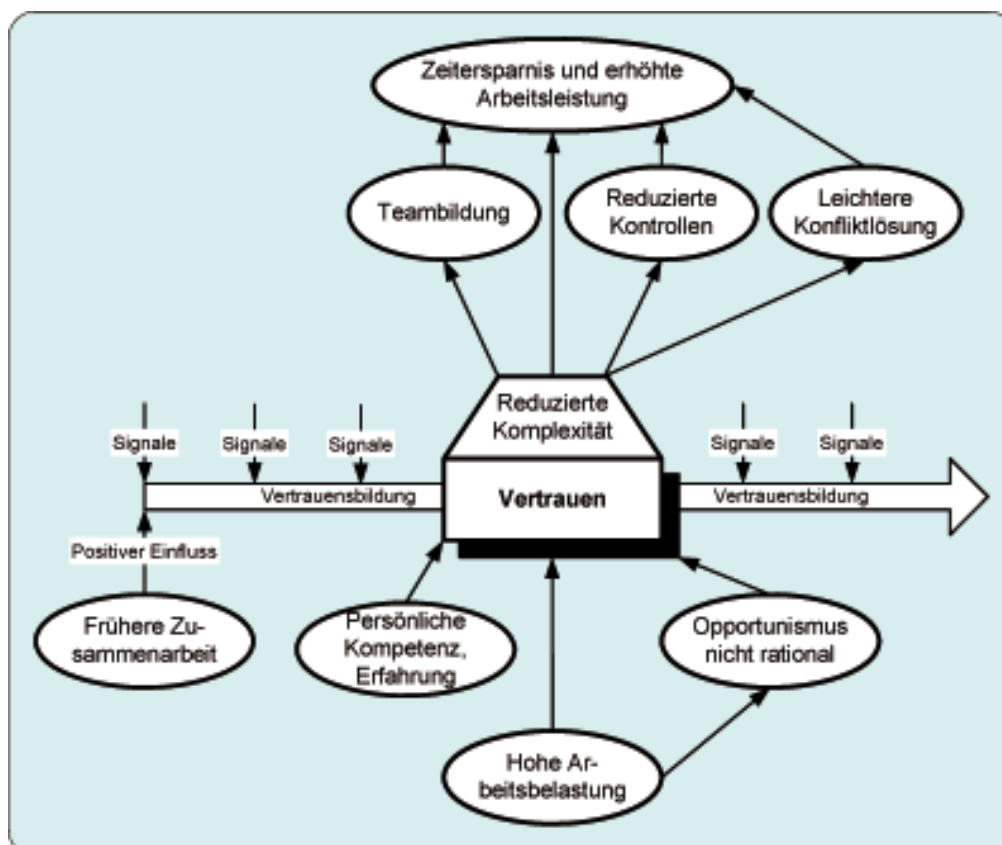 Zeitersparnis und erhöhte
Arbeitsleistung
Teambildung
Reduzierte
Kontrollen
Leichtere
Konfliktlösung
Reduzierte
Komplexität
Signale
Signale
Signale
Signale
Signale
Vertrauensbildung
Vertrauen
Vertrauensbildung
Positiver Einfluss
Frühere Zu-
sammenarbeit
Persönliche
Kompetenz,
Erfahrung
Opportunismus
nicht rational
Hohe Ar-
beitsbelastung